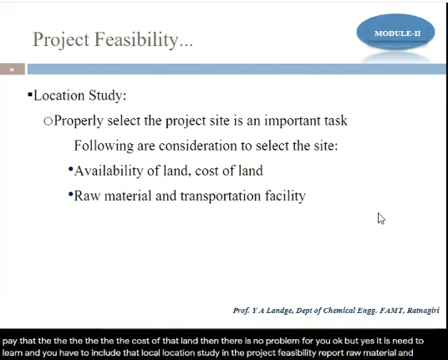 Project Feasibility...
MODULE-II
▪Location Study:
○Properly select the project site is an important task
Following are consideration to select the site:
•Availability of land, cost of land
•Raw material and transportation facility
Prof. Y A Landge, Dept of Chemical Engg. FAMT, Ratnagiri
pay that the the the the the the cost of that land then there is no problem for you ok but yes it is need to
learn and you have to include that local location study in the project feasibility report raw material and